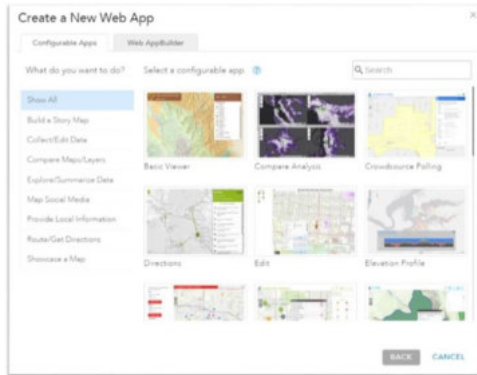 Create a New Web App
×
Configurable Apps
Web AppBuilder
What do you want to do?
Select a configurable app.
?
Search
Show All
Build a Story Map
Collect/Edit Data
Compare Maps/Layers
Explore/Summarize Data
Map Social Media
Provide Local Information
Route/Get Directions
Showcase a Map
Basic Viewer
Compare Analysis
Crowdsource Polling
Directions
Edit
Elevation Profile
BACK
CANCEL